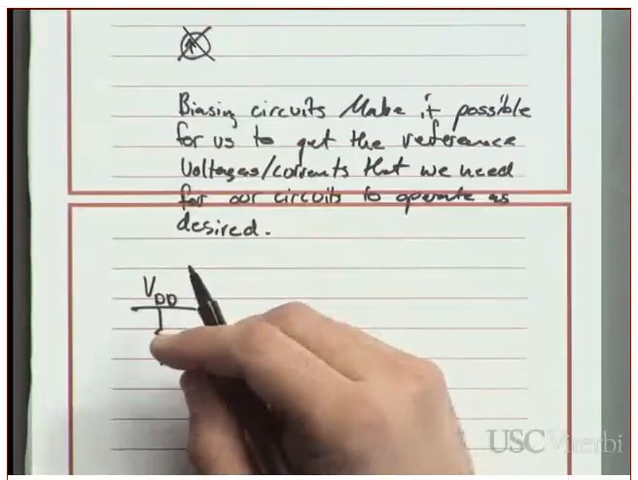 Biasing circuits Make it possible
for us to get the reference
Voltages/currents that we need
for our circuits to operate as
desired.
VDD
USC Viterbi